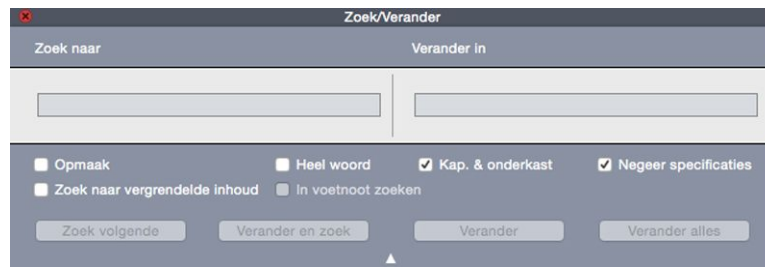 Zoek/Verander
Zoek naar Verander in
Opmaak Heel woord Kap. & onderkast Negeer specificaties
Zoek naar vergrendelde inhoud In voetnoot zoeken
Zoek volgende Verander en zoek Verander Verander alles